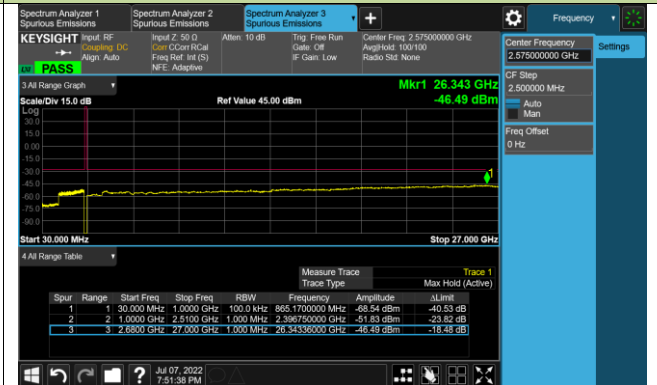 Spectrum Analyzer 1
Spurious Emissions
Spectrum Analyzer 2
Spurious Emissions
Spectrum Analyzer 3
Spurious Emissions
Frequency
KEYSIGHT
Input: RF
Coupling: DC
Align: Auto
Input Z: 50 Ω
Corr CCorr RCal
Freq Ref: Int (S)
NFE: Adaptive
Atten: 10 dB
Trig: Free Run
Gate: Off
IF Gain: Low
Center Freq: 2.575000000 GHz
Avg|Hold: 100/100
Radio Std: None
PASS
3 All Range Graph
Scale/Div 15.0 dB
Ref Value 45.00 dBm
Mkr1 26.343 GHz
-46.49 dBm
Log
30.0
15.0
0.00
-15.0
-30.0
-45.0
-60.0
-75.0
-90.0
1
Start 30.000 MHz
Stop 27.000 GHz
4 All Range Table
Measure Trace Trace 1
Trace Type Max Hold (Active)
Spur Range Start Freq Stop Freq RBW Frequency Amplitude ΔLimit
1 1 30.000 MHz 1.0000 GHz 100.0 kHz 865.1700000 MHz -68.54 dBm -40.53 dB
2 2 1.0000 GHz 2.5100 GHz 1.000 MHz 2.396750000 GHz -51.83 dBm -23.82 dB
3 3 2.6800 GHz 27.000 GHz 1.000 MHz 26.34336000 GHz -46.49 dBm -18.48 dB
Jul 07, 2022
7:51:38 PM
Center Frequency
2.575000000 GHz
Settings
CF Step
2.500000 MHz
Auto
Man
Freq Offset
0 Hz